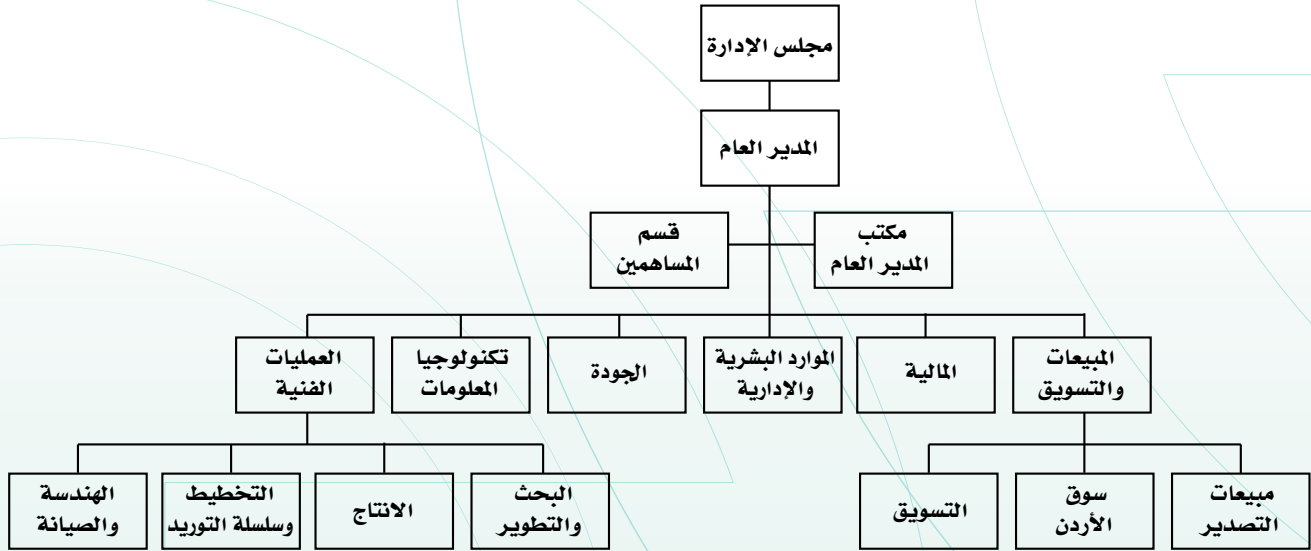 مجلس الإدارة
المدير العام
مكتب
المدير العام
قسم
المساهمين
المبيعات
والتسويق
المالية
الموارد البشرية
والإدارية
الجودة
تكنولوجيا
المعلومات
العمليات
الفنية
مبيعات
التصدير
سوق
الأردن
التسويق
البحث
والتطوير
الانتاج
التخطيط
وسلسلة التوريد
الهندسة
والصيانة